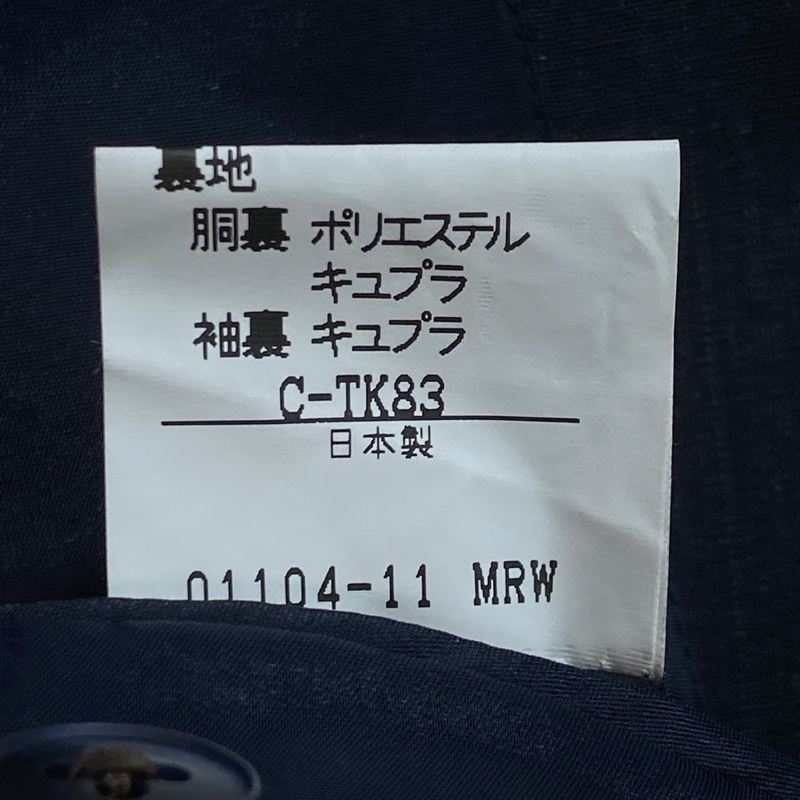 裏地
胴裏 ポリエステル
キュプラ
袖裏 キュプラ
C-TK83
日本製
01104-11 MRW